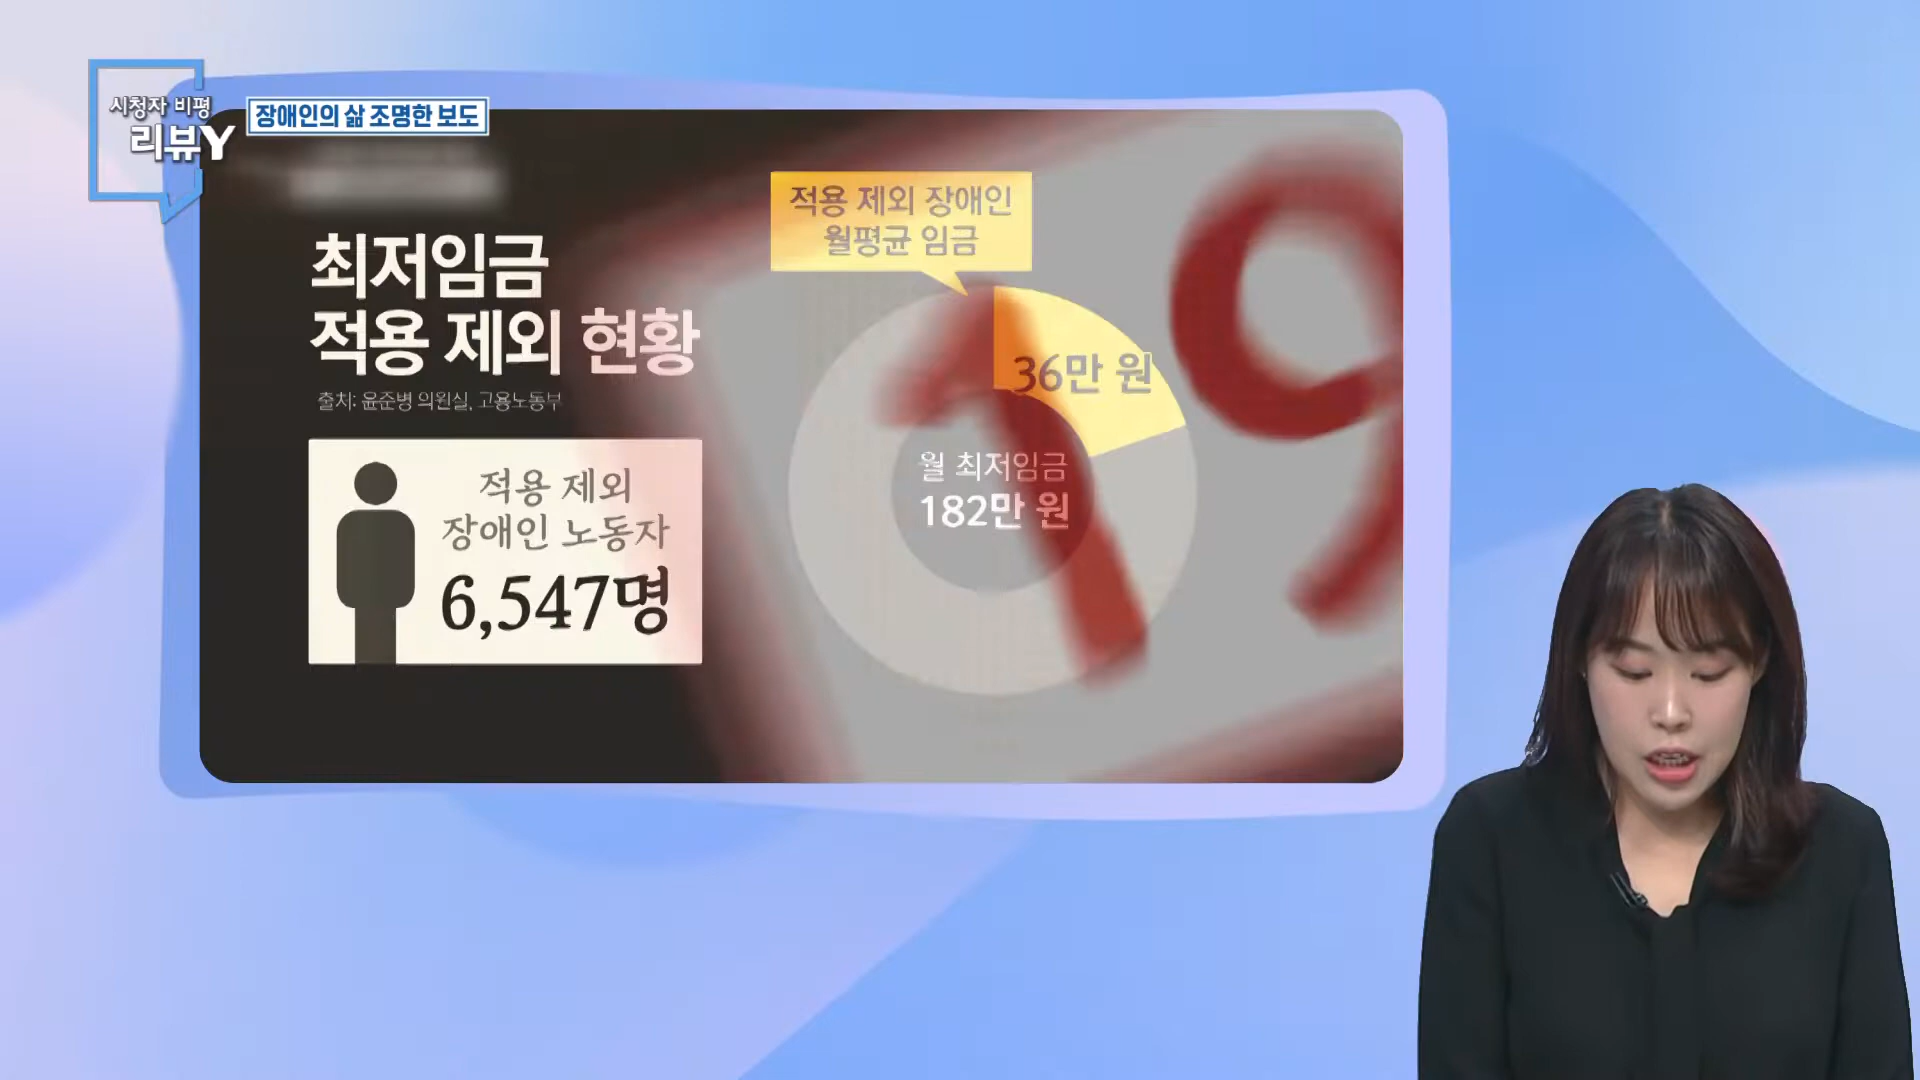 시청자 비평
리뷰Y
장애인의 삶 조명한 보도
최저임금
적용 제외 현황
출처: 윤준병 의원실, 고용노동부
적용 제외
장애인 노동자
6,547명
적용 제외 장애인
월평균 임금
36만 원
월 최저임금
182만 원
19